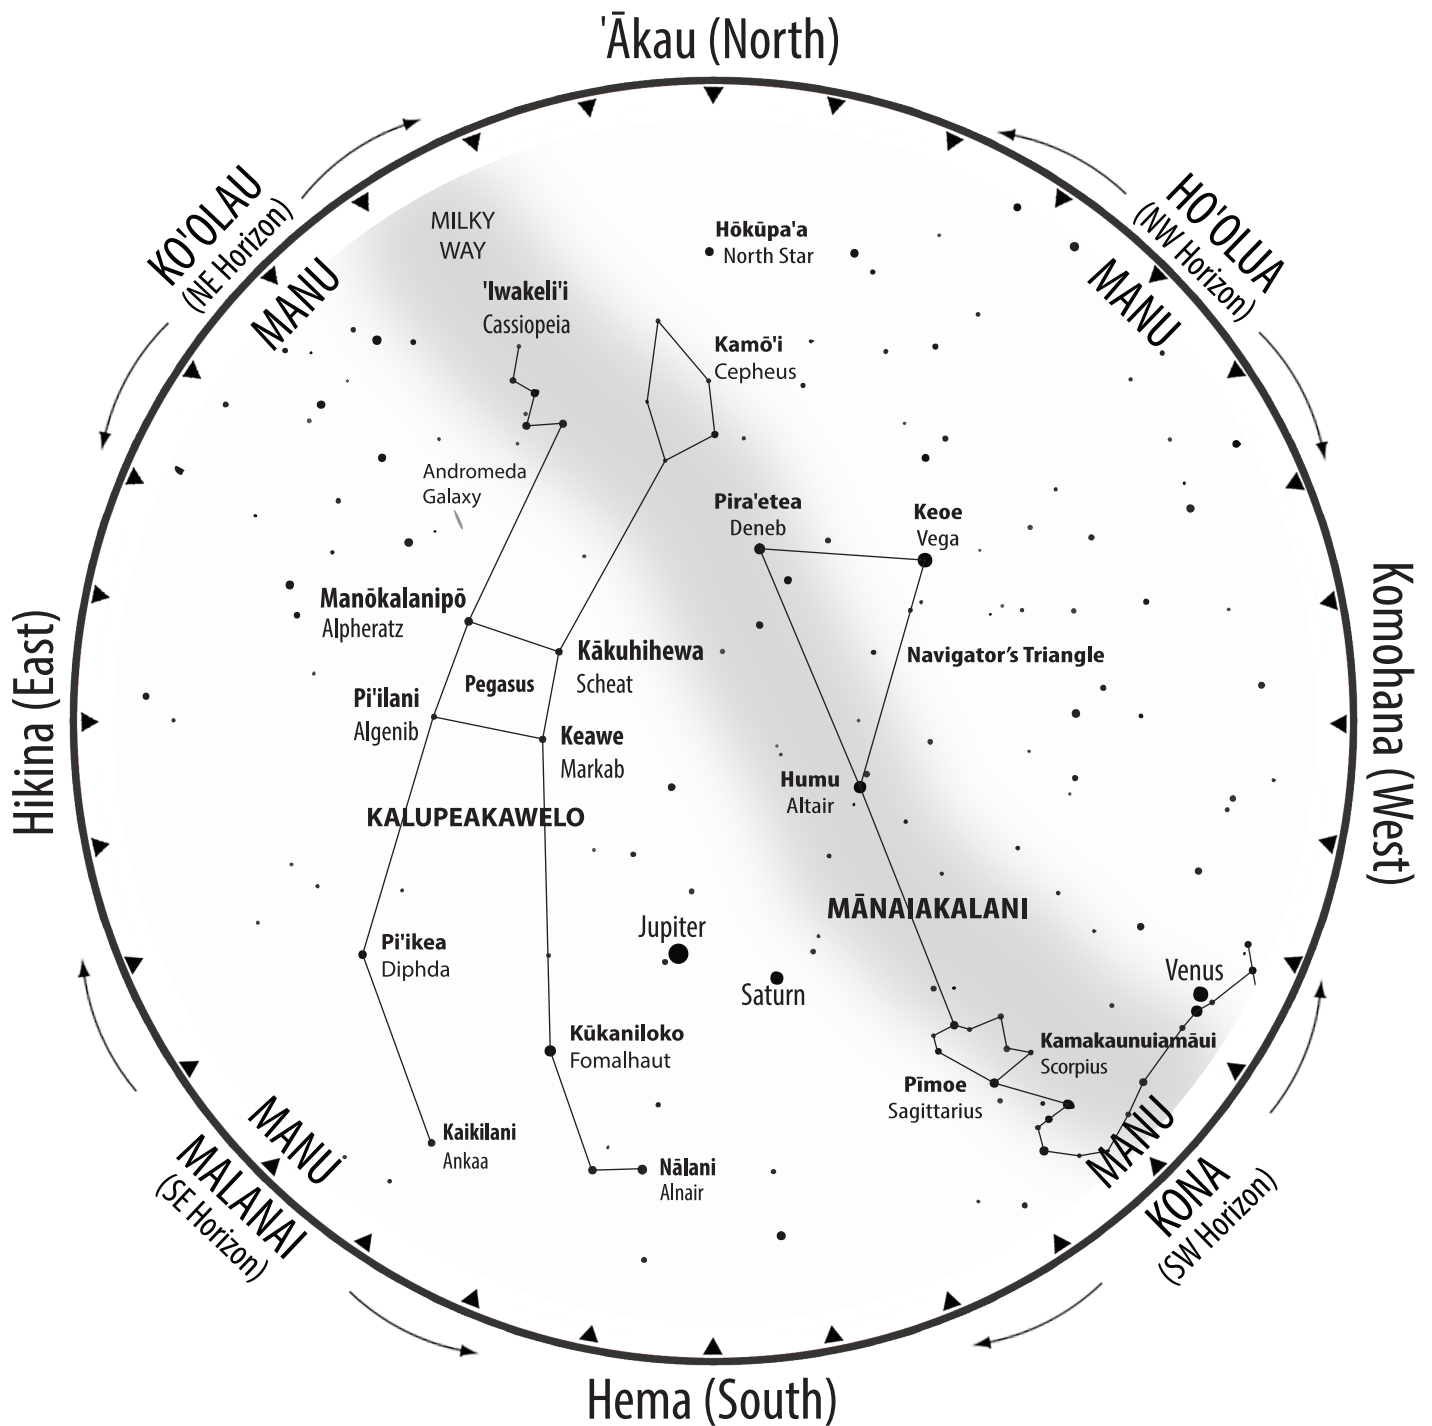 'Ākau (North)
KO'OLAU
(NE Horizon)
MANU
HO'OLUA
(NW Horizon)
MANU
MILKY
WAY
Hōkūpa'a
North Star
'Iwakeli'i
Cassiopeia
Kamō'i
Cepheus
Andromeda
Galaxy
Pira'etea
Deneb
Keoe
Vega
Manōkalanipō
Alpheratz
Kākuhihewa
Scheat
Navigator’s Triangle
Pegasus
Pi'ilani
Algenib
Keawe
Markab
Hikina (East)
Komohana (West)
Humu
Altair
KALUPEAKAWELO
MĀNAIAKALANI
Jupiter
Pi'ikea
Diphda
Saturn
Venus
Kūkaniloko
Fomalhaut
Kamakaunuiamāui
Scorpius
Pīmoe
Sagittarius
Kaikilani
Ankaa
Nālani
Alnair
MANU
MALANAI
(SE Horizon)
MANU
KONA
(SW Horizon)
Hema (South)